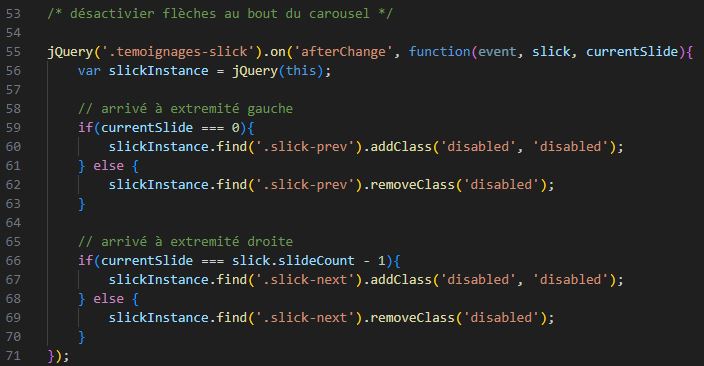 53 /* désactivier flèches au bout du carousel */
54
55 jQuery('.temoignages-slick').on('afterChange', function(event, slick, currentSlide){
56     var slickInstance = jQuery(this);
57
58     // arrivé à extremité gauche
59     if(currentSlide === 0){
60         slickInstance.find('.slick-prev').addClass('disabled', 'disabled');
61     } else {
62         slickInstance.find('.slick-prev').removeClass('disabled');
63     }
64
65     // arrivé à extremité droite
66     if(currentSlide === slick.slideCount - 1){
67         slickInstance.find('.slick-next').addClass('disabled', 'disabled');
68     } else {
69         slickInstance.find('.slick-next').removeClass('disabled');
70     }
71 });